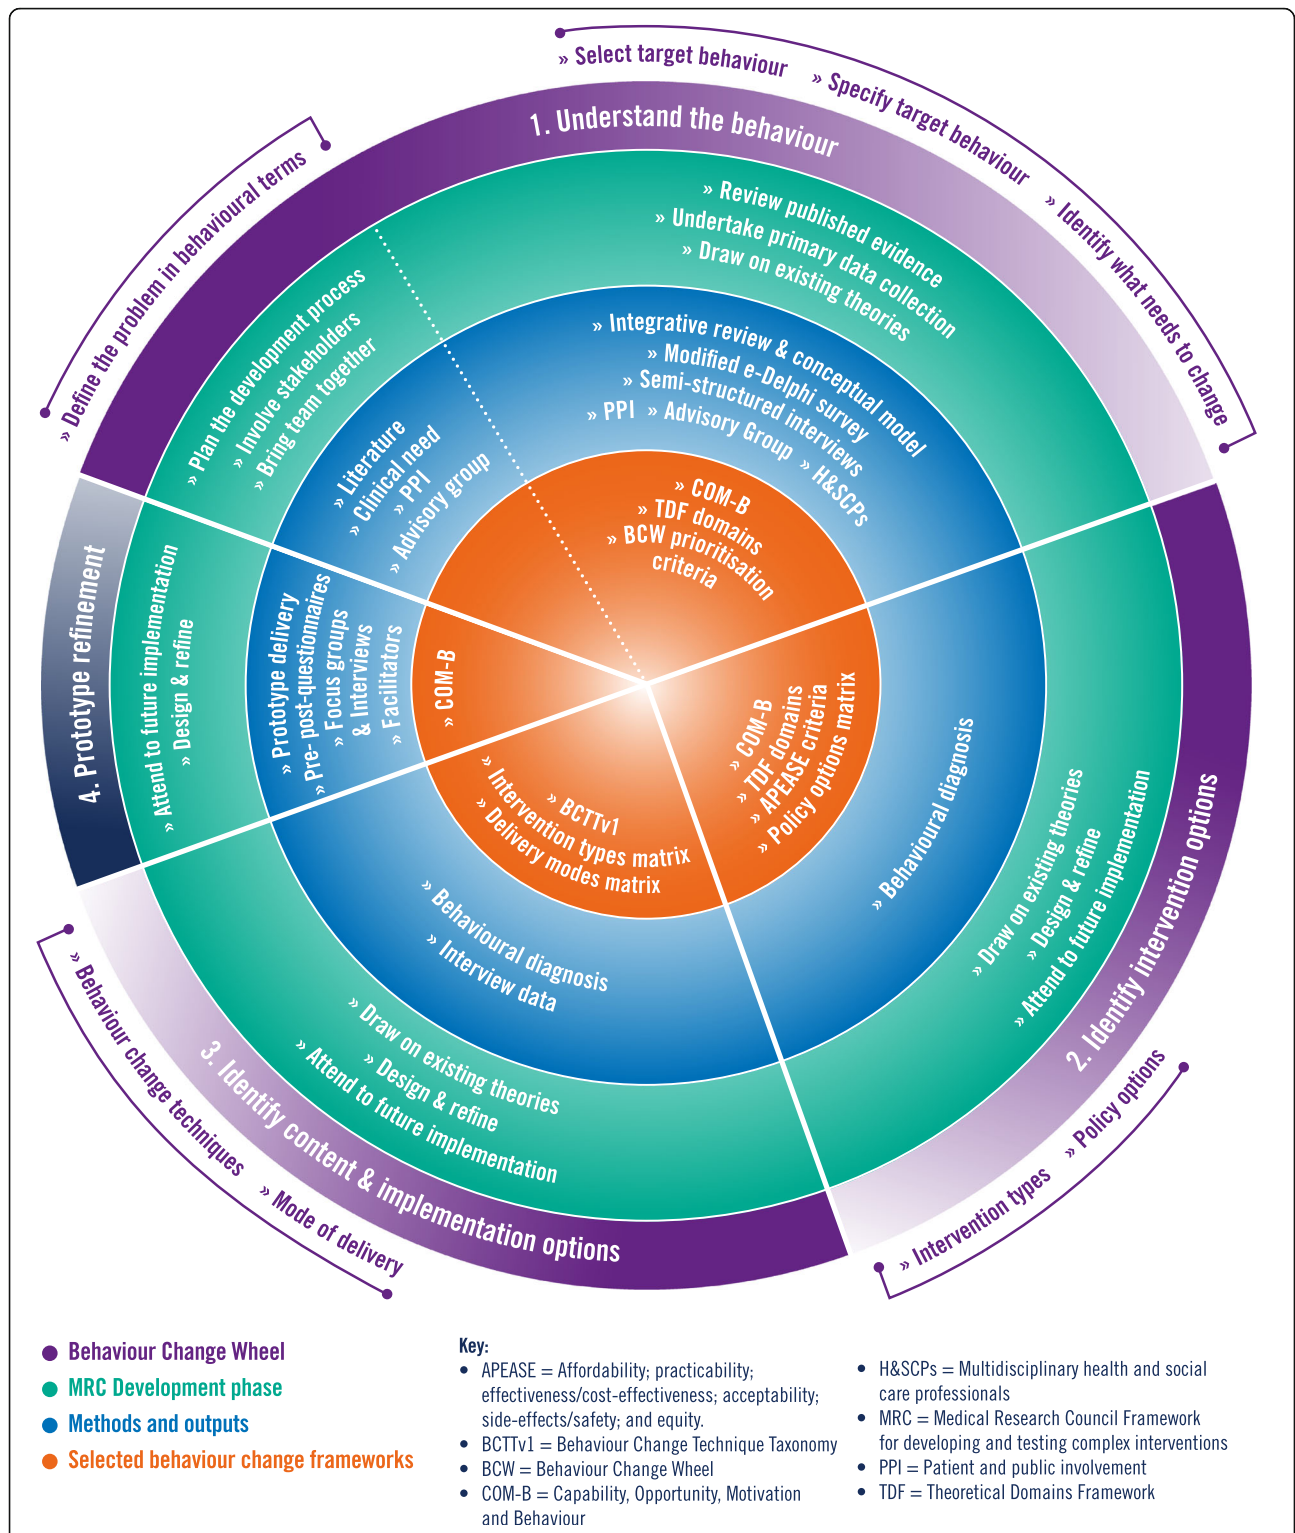 » Select target behaviour
» Specify target behaviour
» Identify what needs to change
» Define the problem in behavioural terms
1. Understand the behaviour
» Review published evidence
» Undertake primary data collection
» Draw on existing theories
» Plan the development process
» Involve stakeholders
» Bring team together
» Integrative review & conceptual model
» Modified e-Delphi survey
» Semi-structured interviews
» PPI » Advisory Group » H&SCPs
» Literature
» Clinical need
» PPI
» Advisory group
» COM-B
» TDF domains
» BCW prioritisation
criteria
2. Identify intervention options
» Intervention types
» Policy options
» Draw on existing theories
» Design & refine
» Attend to future implementation
» Behavioural diagnosis
» COM-B
» TDF domains
» APEASE criteria
» Policy options matrix
3. Identify content & implementation options
» Behaviour change techniques
» Mode of delivery
» Draw on existing theories
» Design & refine
» Attend to future implementation
» Behavioural diagnosis
» Interview data
» BCTTv1
» Intervention types matrix
» Delivery modes matrix
4. Prototype refinement
» Attend to future implementation
» Design & refine
» Prototype delivery
» Pre- post-questionnaires
» Focus groups
& Interviews
» Facilitators
» COM-B
Behaviour Change Wheel
MRC Development phase
Methods and outputs
Selected behaviour change frameworks
Key:
• APEASE = Affordability; practicability;
effectiveness/cost-effectiveness; acceptability;
side-effects/safety; and equity.
• BCTTv1 = Behaviour Change Technique Taxonomy
• BCW = Behaviour Change Wheel
• COM-B = Capability, Opportunity, Motivation
and Behaviour
• H&SCPs = Multidisciplinary health and social
care professionals
• MRC = Medical Research Council Framework
for developing and testing complex interventions
• PPI = Patient and public involvement
• TDF = Theoretical Domains Framework